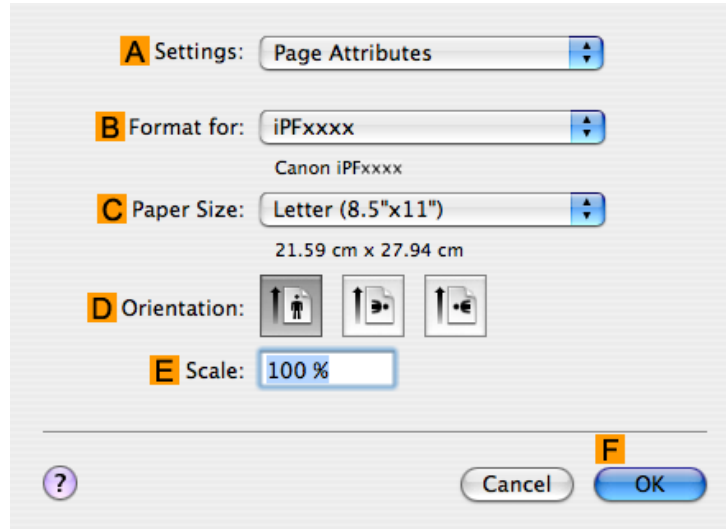 A Settings: Page Attributes
B Format for: iPFxxxx
Canon iPFxxxx
C Paper Size: Letter (8.5"x11")
21.59 cm x 27.94 cm
D Orientation:
E Scale: 100 %
F
? Cancel OK